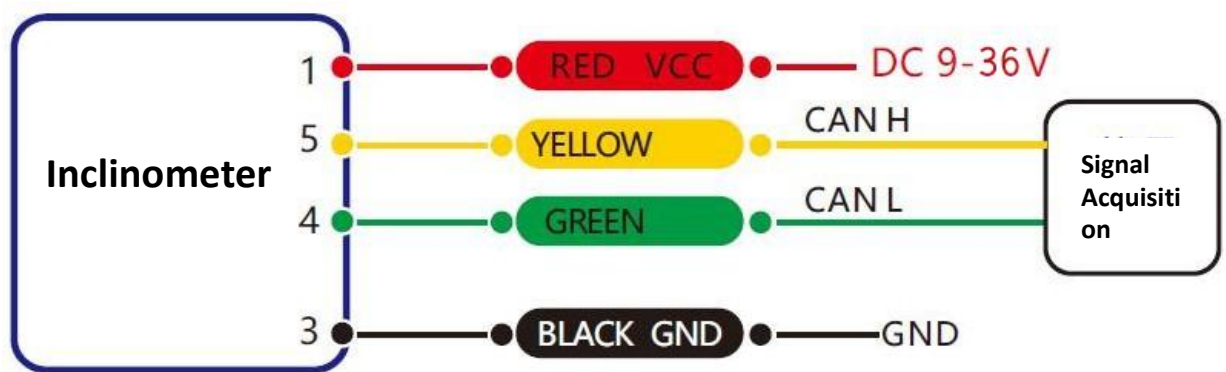 Inclinometer
1 RED VCC DC 9-36V
5 YELLOW CAN H
4 GREEN CAN L
3 BLACK GND GND
Signal
Acquisiti
on